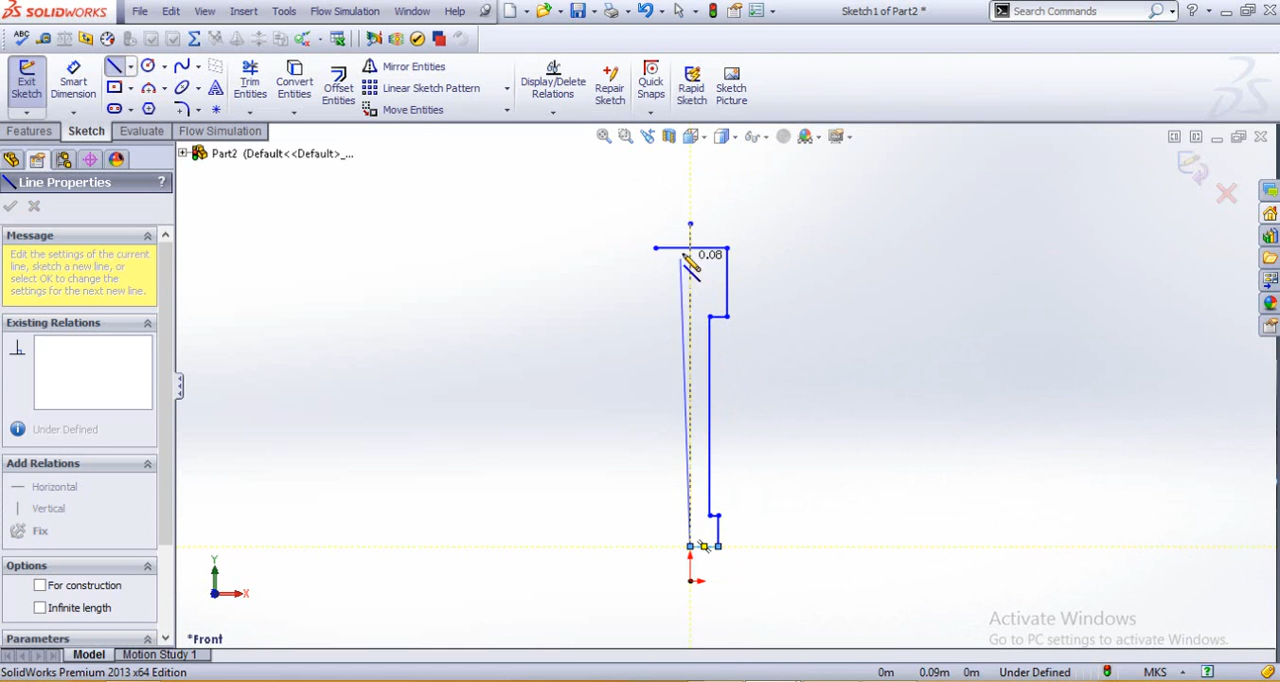 SOLIDWORKS File Edit View Insert Tools Flow Simulation Window Help Sketch1 of Part2 * Search Commands
Exit Sketch
Smart Dimension
Trim Entities
Convert Entities
Offset Entities
Mirror Entities
Linear Sketch Pattern
Move Entities
Display/Delete Relations
Repair Sketch
Quick Snaps
Rapid Sketch
Sketch Picture
Features Sketch Evaluate Flow Simulation
Part2 (Default<<Default>_...
Line Properties ?
Message
Edit the settings of the current
line, sketch a new line, or
select OK to change the
settings for the next new line.
Existing Relations
Under Defined
Add Relations
Horizontal
Vertical
Fix
Options
For construction
Infinite length
Parameters
0.08
Y
X
*Front
Activate Windows
Go to PC settings to activate Windows.
Model Motion Study 1
SolidWorks Premium 2013 x64 Edition 0m 0.09m 0m Under Defined MKS ?